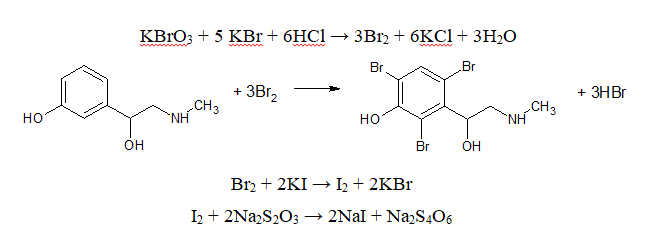 KBrO₃ + 5 KBr + 6HCl → 3Br₂ + 6KCl + 3H₂O
HO OH NH CH₃ + 3Br₂ → Br Br HO Br OH NH CH₃ + 3HBr
Br₂ + 2KI → I₂ + 2KBr
I₂ + 2Na₂S₂O₃ → 2NaI + Na₂S₄O₆